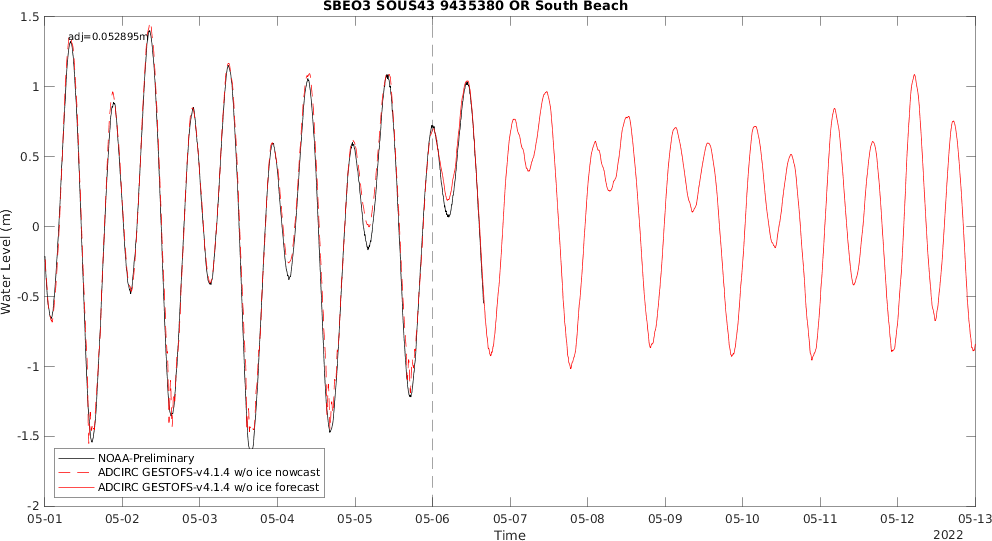 SBEO3 SOUS43 9435380 OR South Beach
adj=0.052895m
Water Level (m)
1.5
1
0.5
0
-0.5
-1
-1.5
-2
NOAA-Preliminary
ADCIRC GESTOFS-v4.1.4 w/o ice nowcast
ADCIRC GESTOFS-v4.1.4 w/o ice forecast
05-01 05-02 05-03 05-04 05-05 05-06 05-07 05-08 05-09 05-10 05-11 05-12 05-13
Time
2022